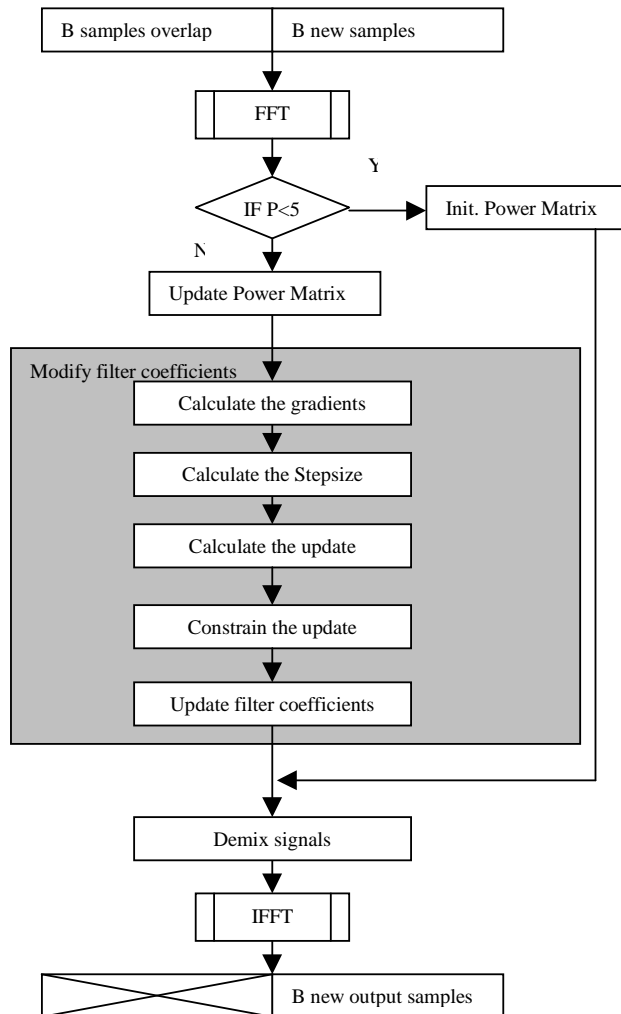 B samples overlap
B new samples
FFT
Y
IF P<5
Init. Power Matrix
N
Update Power Matrix
Modify filter coefficients
Calculate the gradients
Calculate the Stepsize
Calculate the update
Constrain the update
Update filter coefficients
Demix signals
IFFT
B new output samples